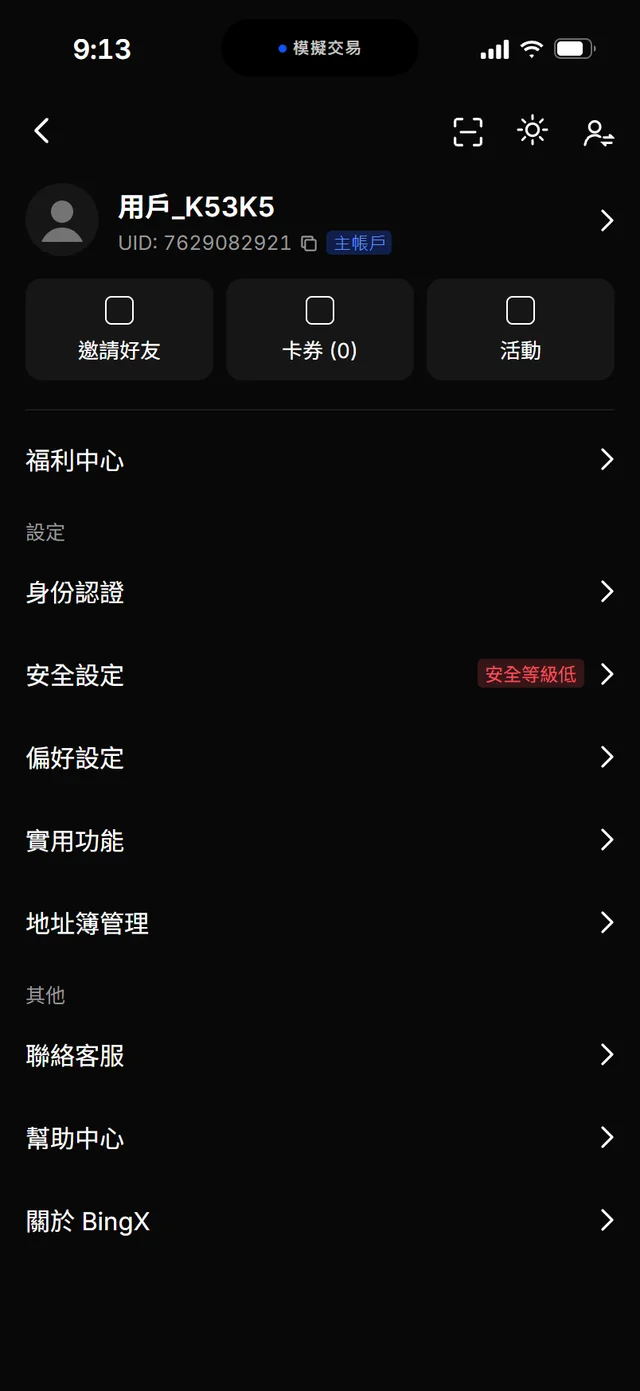 9:13
模擬交易
用戶_K53K5
UID: 7629082921 主帳戶
邀請好友
卡券 (0)
活動
福利中心
設定
身份認證
安全設定
安全等級低
偏好設定
實用功能
地址簿管理
其他
聯絡客服
幫助中心
關於 BingX